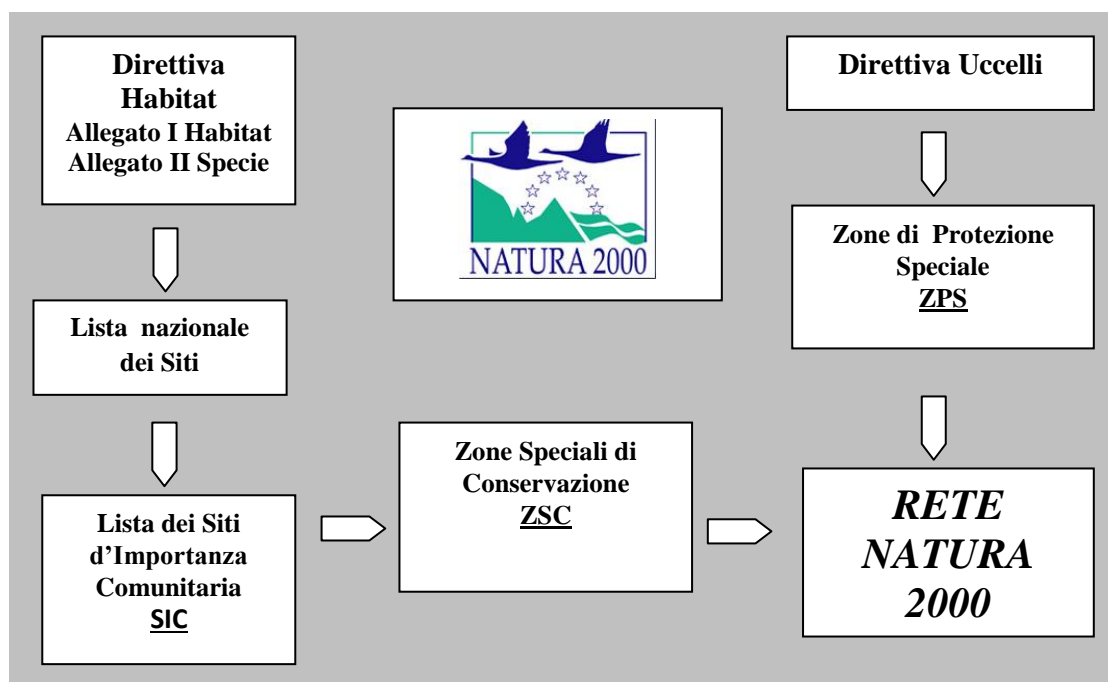 Direttiva
Habitat
Allegato I Habitat
Allegato II Specie
Lista nazionale
dei Siti
Lista dei Siti
d’Importanza
Comunitaria
SIC
NATURA 2000
Zone Speciali di
Conservazione
ZSC
Direttiva Uccelli
Zone di Protezione
Speciale
ZPS
RETE
NATURA
2000